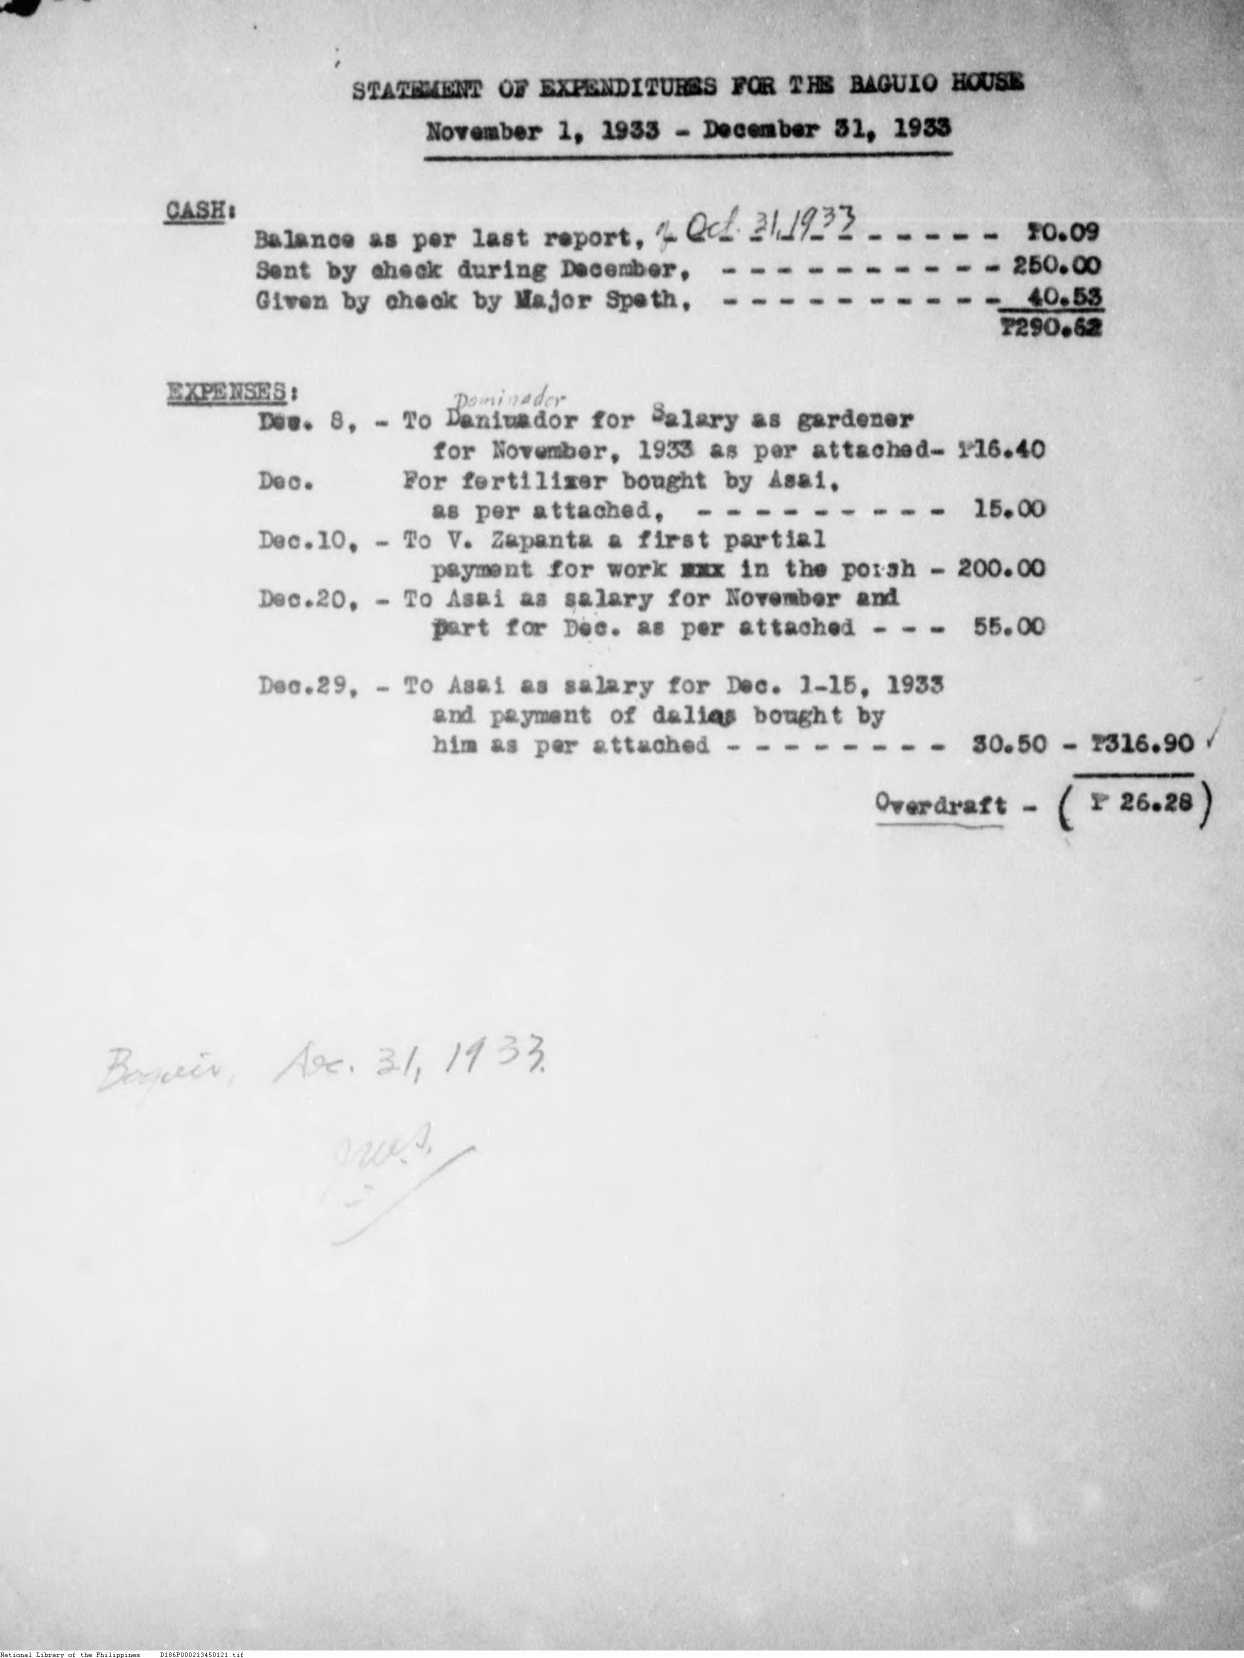 STATEMENT OF EXPENDITURES FOR THE BAGUIO HOUSE
November 1, 1933 - December 31, 1933
CASH:
Balance as per last report, of Oct. 31, 1933 - - - - - - - - - - - ₱0.09
Sent by check during December, - - - - - - - - - - 250.00
Given by check by Major Speth, - - - - - - - - - - 40.53
₱290.62
EXPENSES:
Dominador
Dec. 8, - To Danimador for Salary as gardener
for November, 1933 as per attached- ₱16.40
Dec. For fertilizer bought by Asai,
as per attached, - - - - - - - - - 15.00
Dec.10, - To V. Zapanta a first partial
payment for work xxx in the porsh - 200.00
Dec.20, - To Asai as salary for November and
part for Dec. as per attached - - - 55.00
Dec.29, - To Asai as salary for Dec. 1-15, 1933
and payment of dalias bought by
him as per attached - - - - - - - - 30.50 - ₱316.90 ✓
Overdraft - (₱ 26.28)
Baguio, Dec. 31, 1933.
National Library of the Philippines D186P000213450121.tif